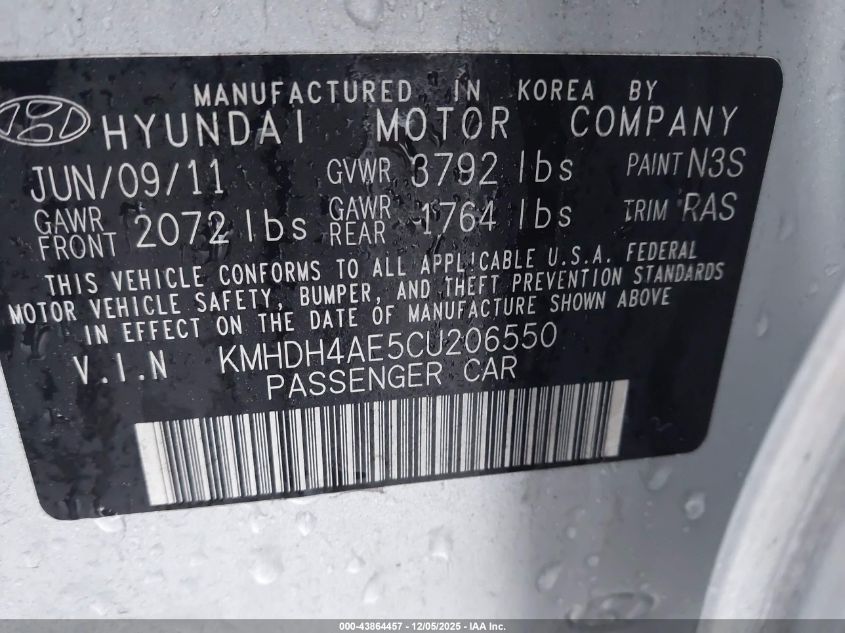 MANUFACTURED IN KOREA BY
HYUNDAI MOTOR COMPANY
JUN/09/11 GVWR 3792 lbs PAINT N3S
GAWR FRONT 2072 lbs GAWR REAR 1764 lbs TRIM RAS
THIS VEHICLE CONFORMS TO ALL APPLICABLE U.S.A. FEDERAL
MOTOR VEHICLE SAFETY, BUMPER, AND THEFT PREVENTION STANDARDS
IN EFFECT ON THE DATE OF MANUFACTURE SHOWN ABOVE
V.I.N KMHDH4AE5CU206550
PASSENGER CAR
000-43864457 - 12/05/2025 - IAA Inc.